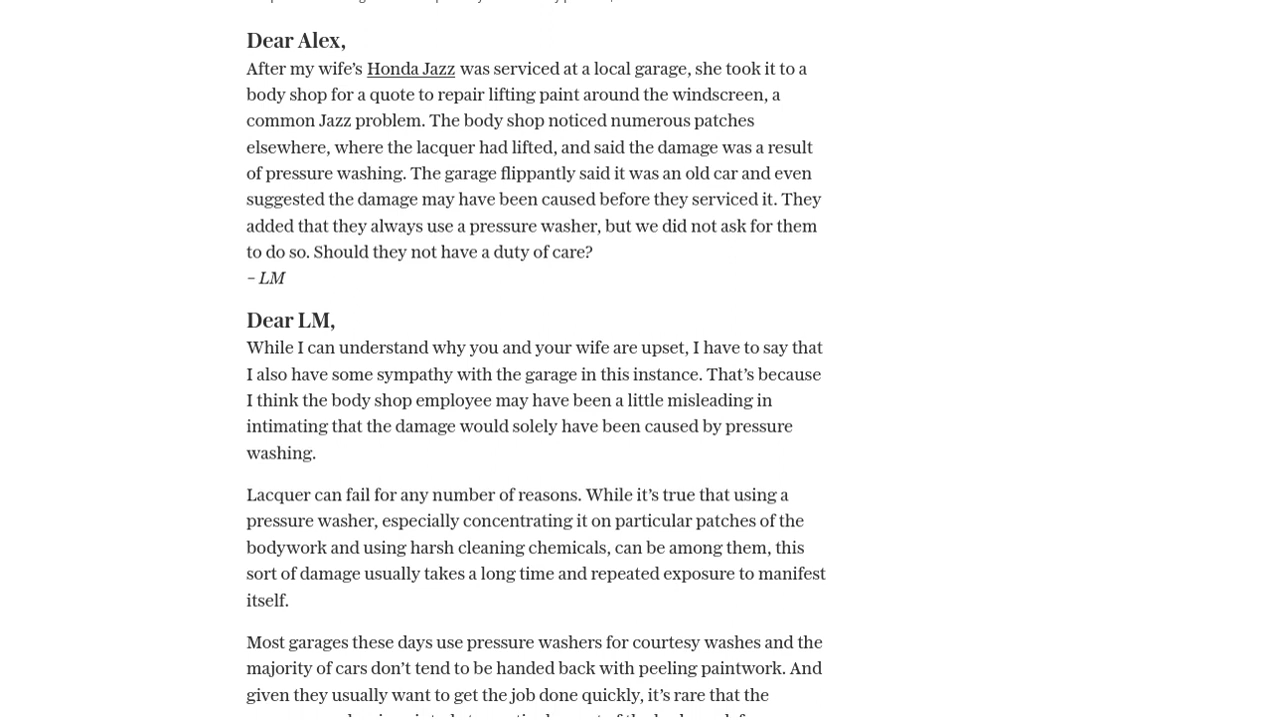 Dear Alex,
After my wife’s Honda Jazz was serviced at a local garage, she took it to a
body shop for a quote to repair lifting paint around the windscreen, a
common Jazz problem. The body shop noticed numerous patches
elsewhere, where the lacquer had lifted, and said the damage was a result
of pressure washing. The garage flippantly said it was an old car and even
suggested the damage may have been caused before they serviced it. They
added that they always use a pressure washer, but we did not ask for them
to do so. Should they not have a duty of care?
– LM
Dear LM,
While I can understand why you and your wife are upset, I have to say that
I also have some sympathy with the garage in this instance. That’s because
I think the body shop employee may have been a little misleading in
intimating that the damage would solely have been caused by pressure
washing.
Lacquer can fail for any number of reasons. While it’s true that using a
pressure washer, especially concentrating it on particular patches of the
bodywork and using harsh cleaning chemicals, can be among them, this
sort of damage usually takes a long time and repeated exposure to manifest
itself.
Most garages these days use pressure washers for courtesy washes and the
majority of cars don’t tend to be handed back with peeling paintwork. And
given they usually want to get the job done quickly, it’s rare that the